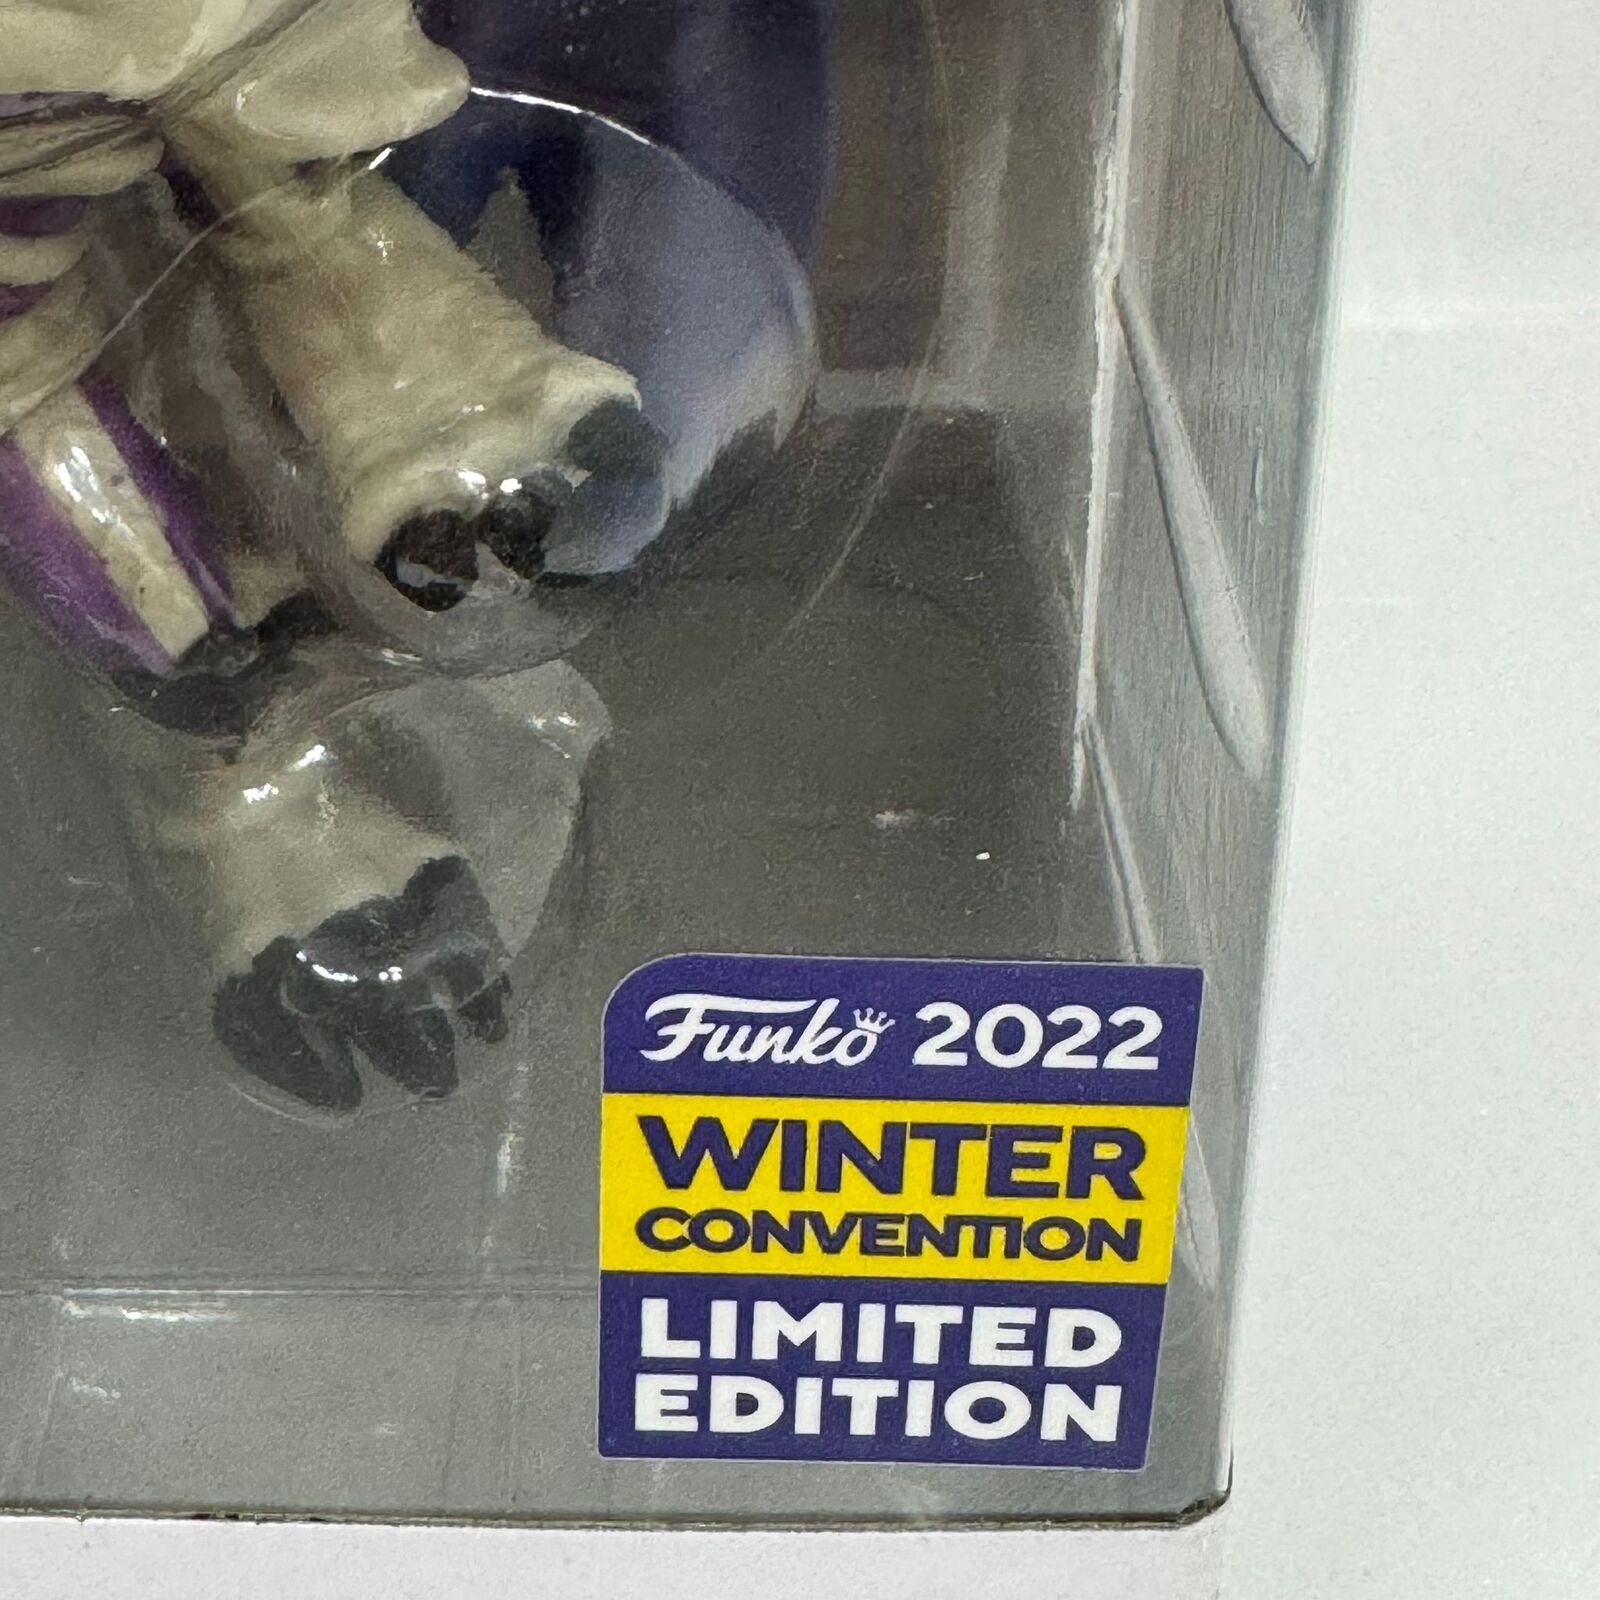 Funko 2022
WINTER
CONVENTION
LIMITED
EDITION